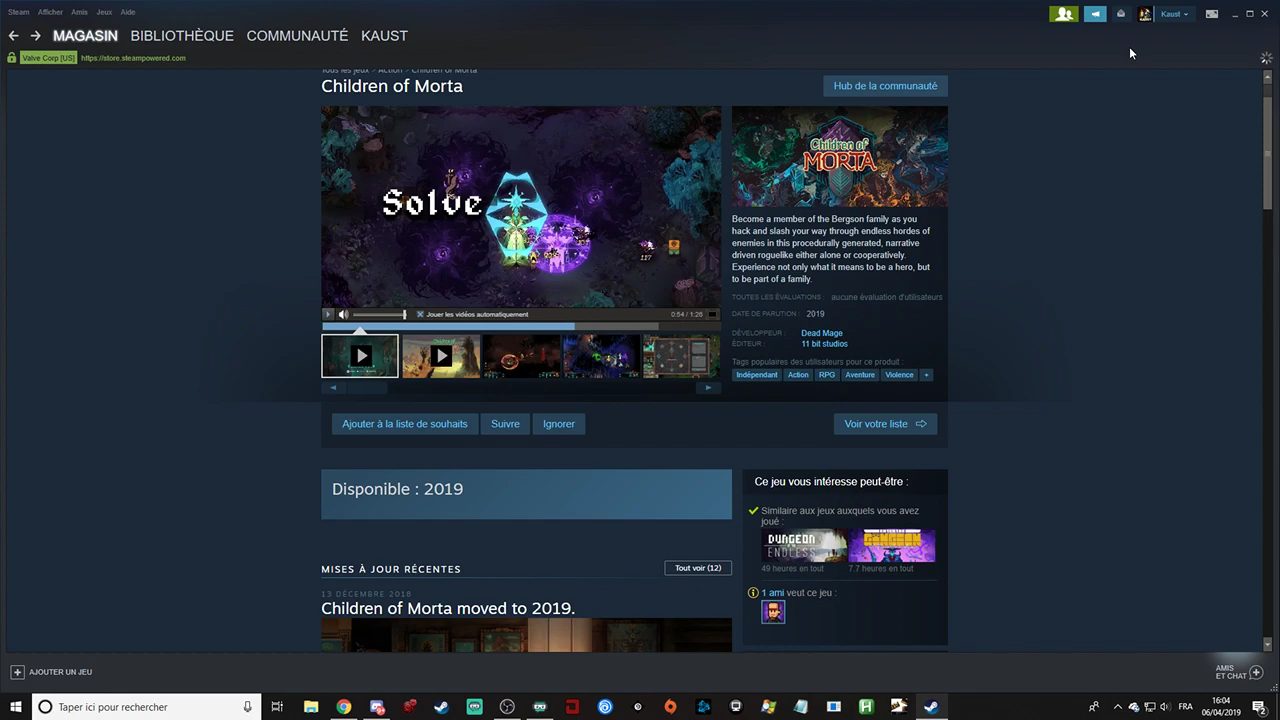 Steam Afficher Amis Jeux Aide
Kaust
MAGASIN BIBLIOTHÈQUE COMMUNAUTÉ KAUST
Valve Corp [US] https://store.steampowered.com
Tous les jeux > Action > Children of Morta
Children of Morta
Hub de la communauté
Solve
Children of
MORTA
Become a member of the Bergson family as you
hack and slash your way through endless hordes of
enemies in this procedurally generated, narrative
driven roguelike either alone or cooperatively.
Experience not only what it means to be a hero, but
to be part of a family.
TOUTES LES ÉVALUATIONS : aucune évaluation d'utilisateurs
DATE DE PARUTION : 2019
DÉVELOPPEUR : Dead Mage
ÉDITEUR : 11 bit studios
Tags populaires des utilisateurs pour ce produit :
Indépendant Action RPG Aventure Violence +
Jouer les vidéos automatiquement
0:54 / 1:26
Ajouter à la liste de souhaits Suivre Ignorer
Voir votre liste
Disponible : 2019
Ce jeu vous intéresse peut-être :
Similaire aux jeux auxquels vous avez
joué :
DUNGEON
ENDLESS
GUNGEON
49 heures en tout 7.7 heures en tout
1 ami veut ce jeu :
MISES À JOUR RÉCENTES
Tout voir (12)
13 DÉCEMBRE 2018
Children of Morta moved to 2019.
AJOUTER UN JEU
AMIS
ET CHAT
Taper ici pour rechercher
FRA
16:04
06/04/2019